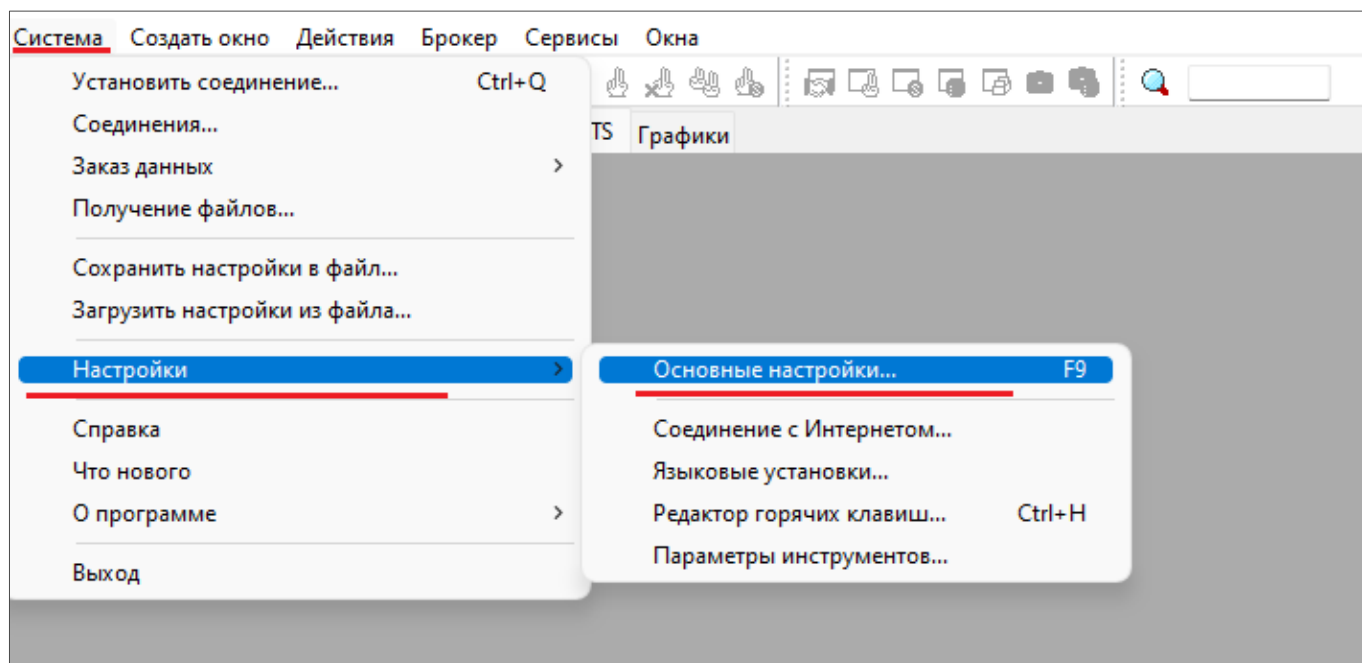 Система Создать окно Действия Брокер Сервисы Окна
Установить соединение... Ctrl+Q
Соединения...
TS Графики
Заказ данных
Получение файлов...
Сохранить настройки в файл...
Загрузить настройки из файла...
Настройки
Основные настройки... F9
Справка
Соединение с Интернетом...
Что нового
Языковые установки...
О программе
Редактор горячих клавиш... Ctrl+H
Параметры инструментов...
Выход